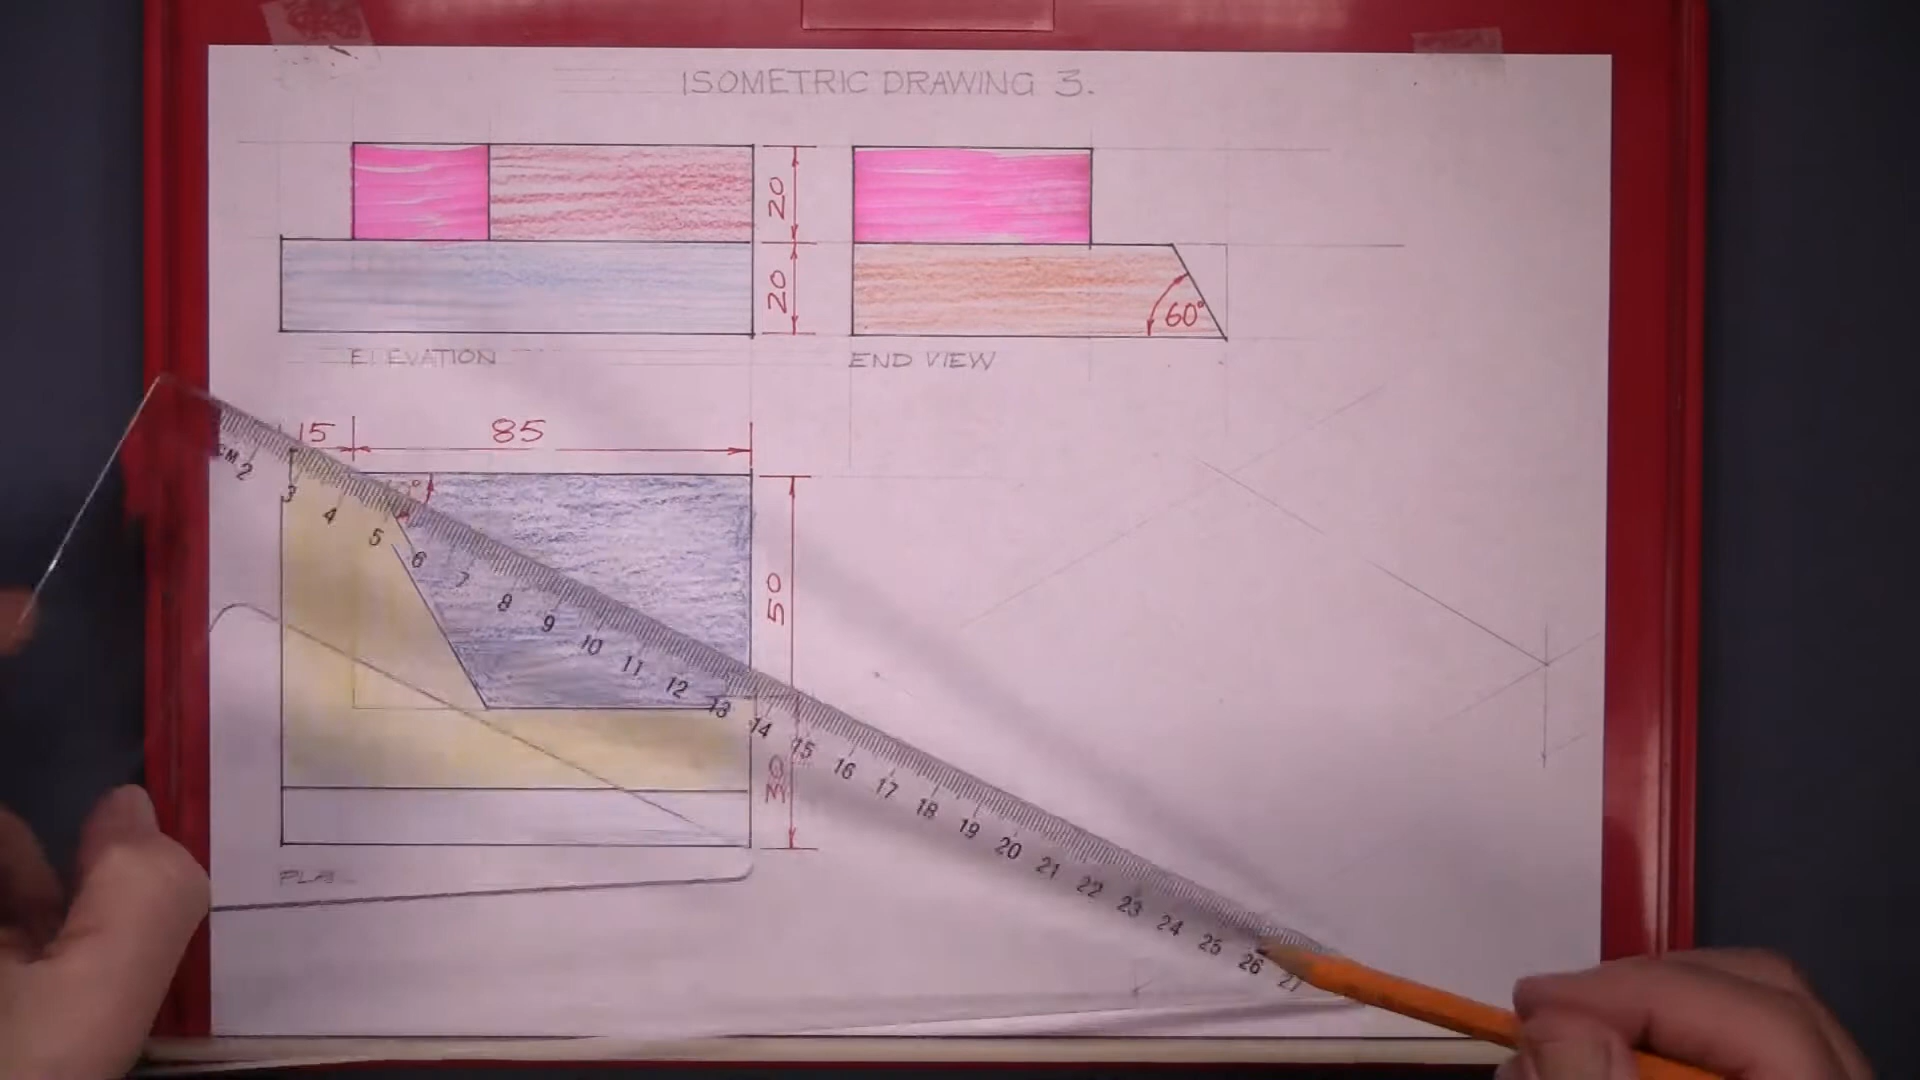 ISOMETRIC DRAWING 3.
20
20
60°
ELEVATION
END VIEW
15
85
50
30
CM 2 3 4 5 6 7 8 9 10 11 12 13 14 15 16 17 18 19 20 21 22 23 24 25 26 27